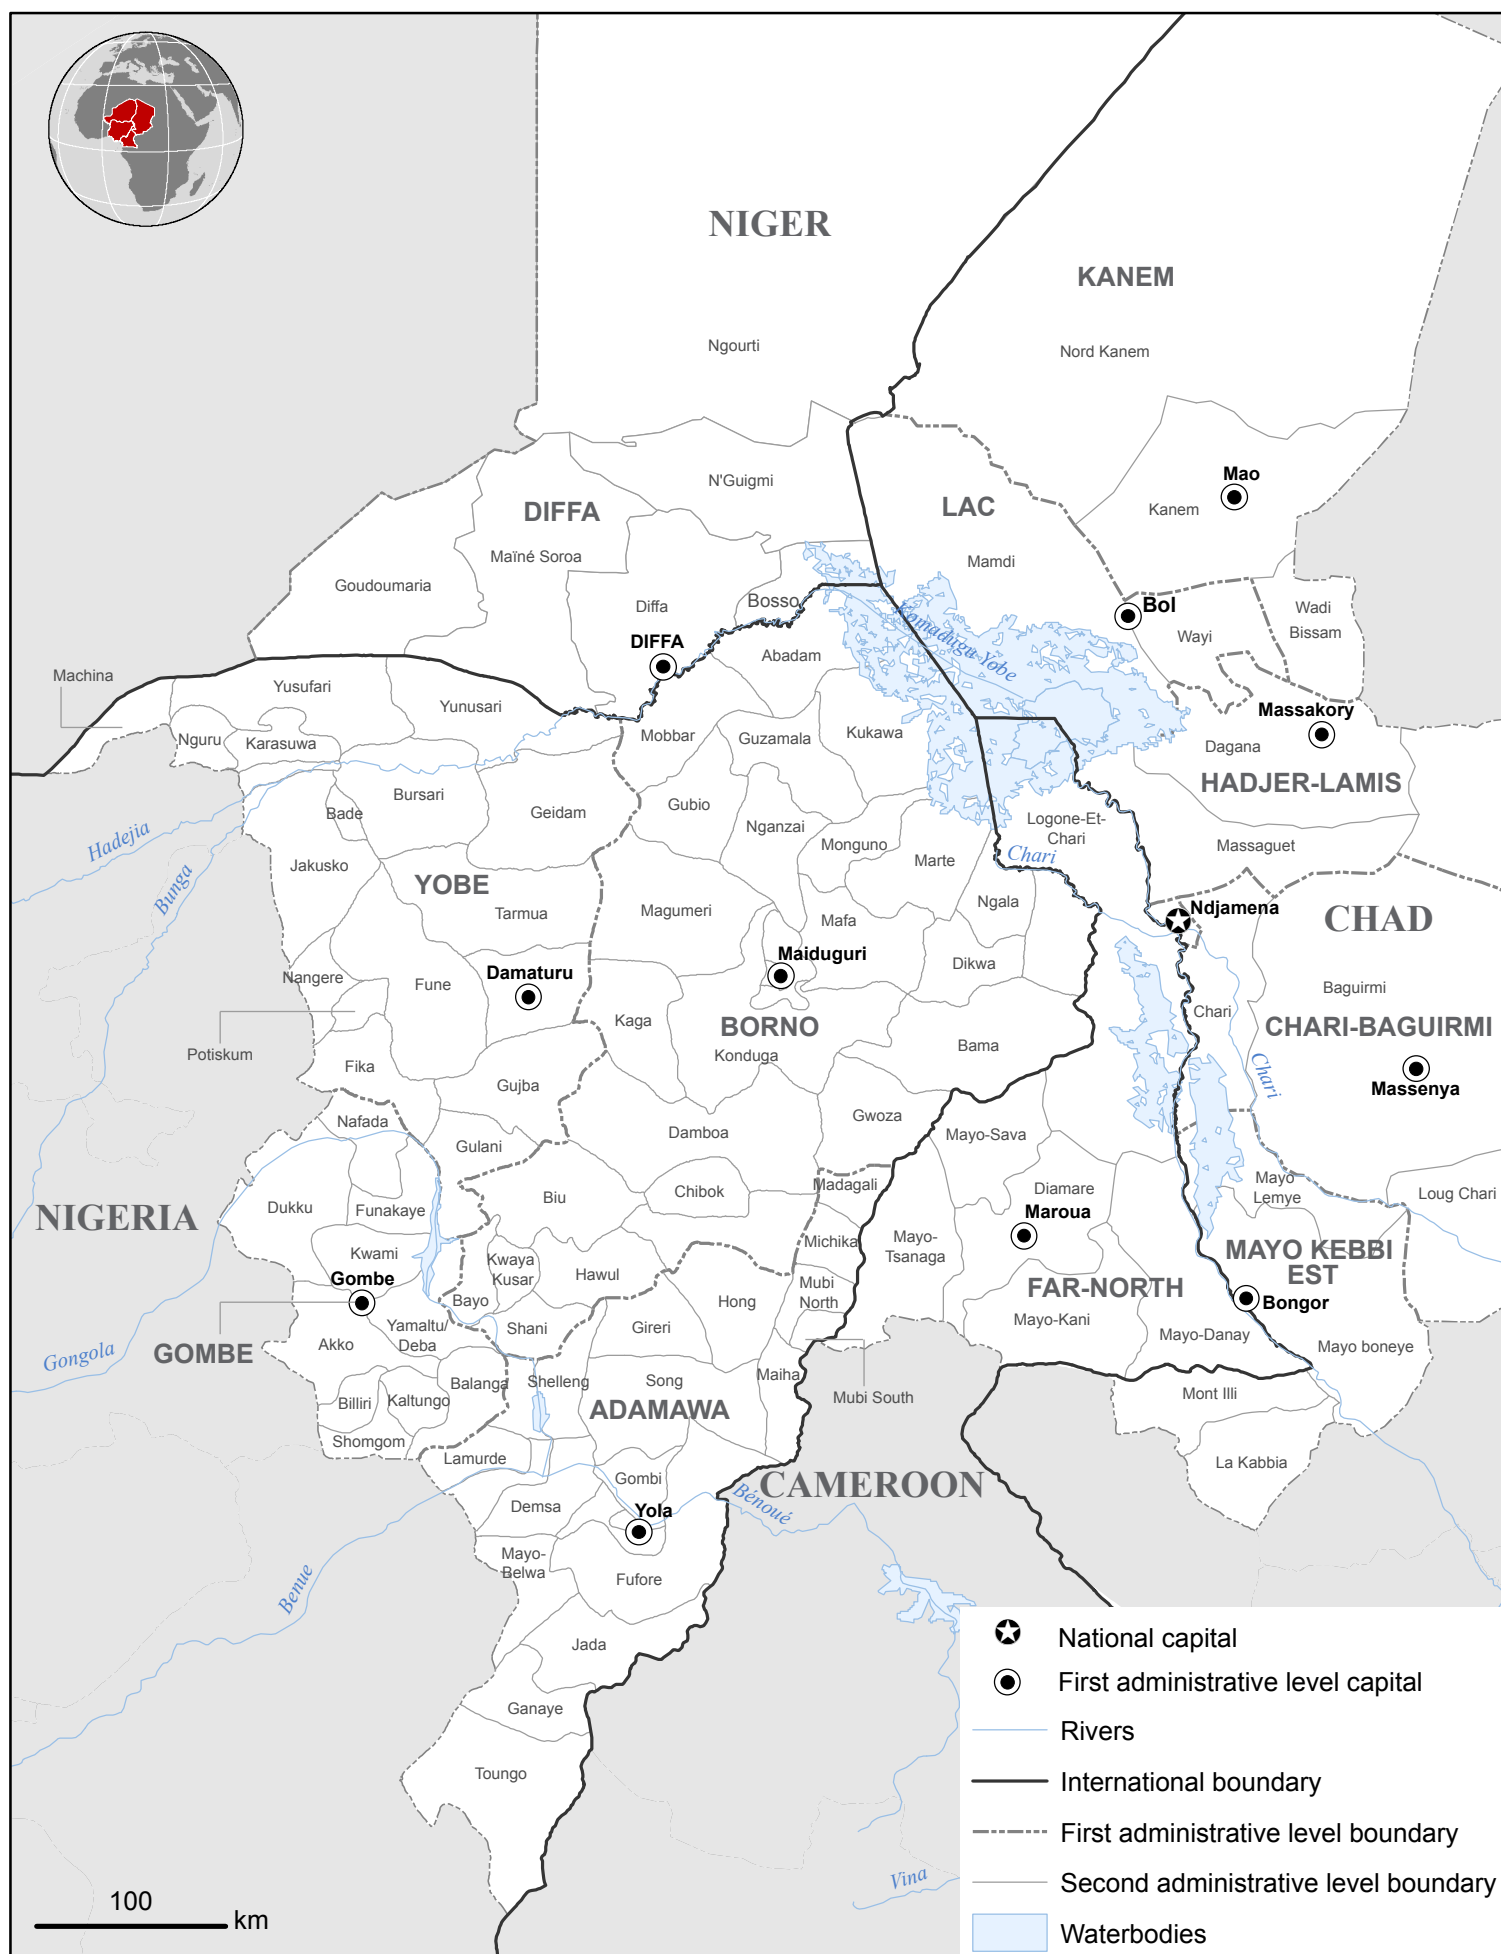 NIGER
KANEM
Ngourti
Nord Kanem
Mao
N'Guigmi
DIFFA
LAC
Kanem
Maïné Soroa
Mamdi
Goudoumaria
Diffa
Bosso
Bol
Wadi
Bissam
Komadugu Yobe
Wayi
DIFFA
Abadam
Machina
Yusufari
Yunusari
Massakory
Nguru
Karasuwa
Mobbar
Guzamala
Kukawa
Dagana
HADJER-LAMIS
Bursari
Gubio
Geidam
Bade
Nganzai
Logone-Et-
Chari
Hadejia
Monguno
Marte
Chari
Massaguet
Jakusko
Bunga
YOBE
Tarmua
Magumeri
Mafa
Ngala
Ndjamena
CHAD
Maiduguri
Nangere
Fune
Damaturu
Dikwa
Baguirmi
Kaga
BORNO
Chari
CHARI-BAGUIRMI
Potiskum
Konduga
Bama
Fika
Gujba
Chari
Massenya
Nafada
Gwoza
Damboa
Mayo-Sava
Gulani
Mayo
Lemye
Loug Chari
Madagali
Diamare
Chibok
Biu
Dukku
Funakaye
Maroua
NIGERIA
Michika
Mayo-
Tsanaga
MAYO KEBBI
EST
Kwami
Kwaya
Kusar
Hawul
Gombe
Mubi
North
FAR-NORTH
Bayo
Hong
Bongor
Yamaltu/
Deba
Shani
Gireri
Mayo-Kani
Mayo-Danay
Akko
GOMBE
Mayo boneye
Gongola
Maiha
Balanga
Shelleng
Song
Mubi South
Mont Illi
Billiri
Kaltungo
ADAMAWA
Shomgom
Lamurde
La Kabbia
Gombi
CAMEROON
Demsa
Yola
Bénoué
Mayo-
Belwa
Fufore
Benue
Jada
Ganaye
Toungo
Vina
National capital
First administrative level capital
Rivers
International boundary
First administrative level boundary
Second administrative level boundary
Waterbodies
100
km